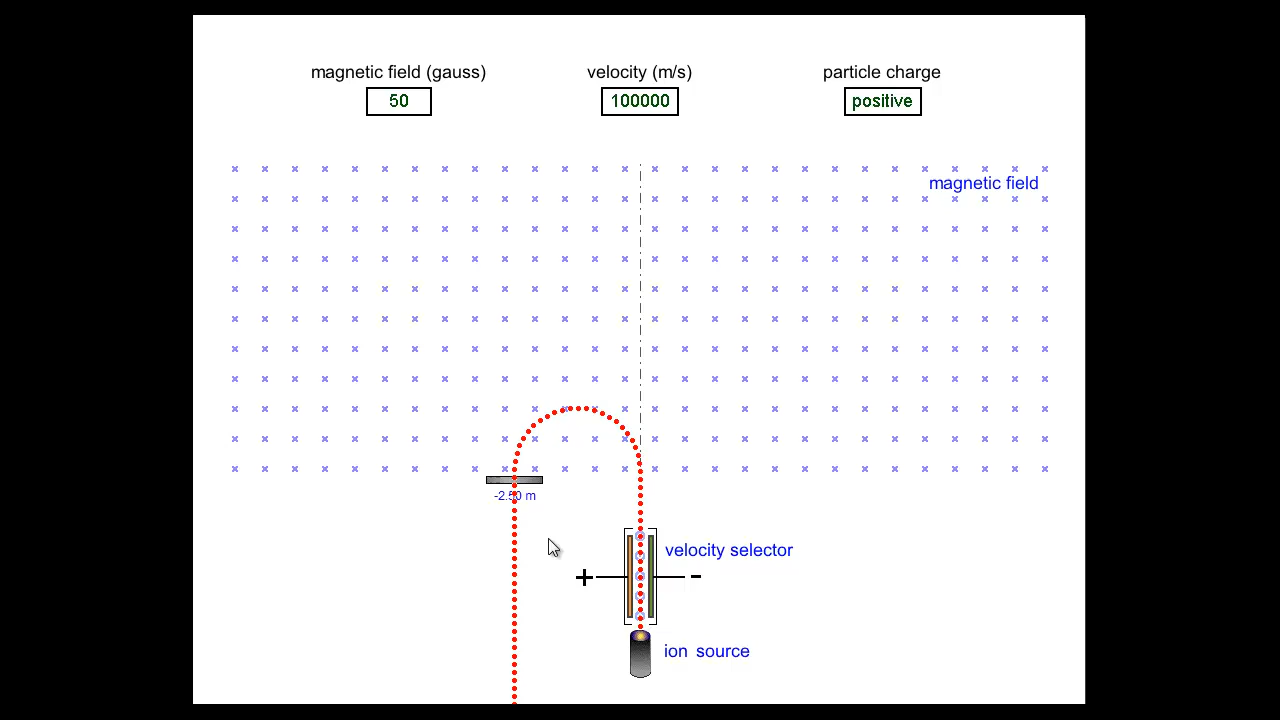 magnetic field (gauss) velocity (m/s) particle charge
50 100000 positive
magnetic field
-2.50 m
velocity selector
+ -
ion source